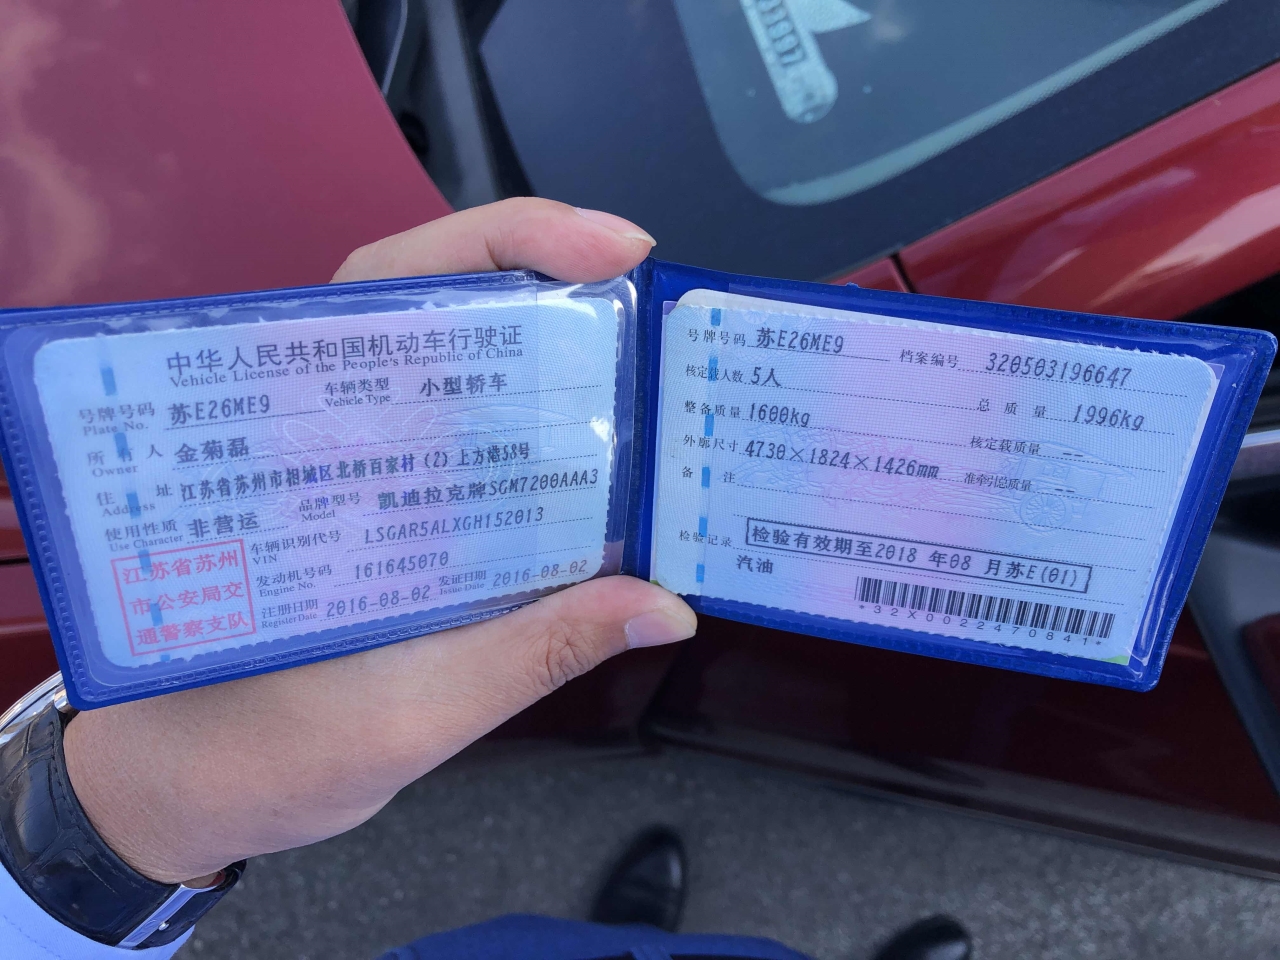 中华人民共和国机动车行驶证
Vehicle License of the People's Republic of China
号牌号码 苏E26ME9 车辆类型 小型轿车
Plate No. Vehicle Type
所有人 金菊磊
Owner
住址 江苏省苏州市相城区北桥百家村(2)上方港58号
Address
使用性质 非营运 品牌型号 凯迪拉克牌SGM7200AAA3
Use Character Model
车辆识别代号 LSGAR5ALXGH152013
VIN
发动机号码 161645070
Engine No.
注册日期 2016-08-02 发证日期 2016-08-02
Register Date Issue Date
江苏省苏州
市公安局交
通警察支队
号牌号码 苏E26ME9 档案编号 320503196647
核定载人数 5人 总质量 1996kg
整备质量 1600kg 核定载质量 --
外廓尺寸 4730×1824×1426mm 准牵引总质量 --
备注
检验记录 检验有效期至2018 年08 月苏E(01)
汽油
*32X0022470841*